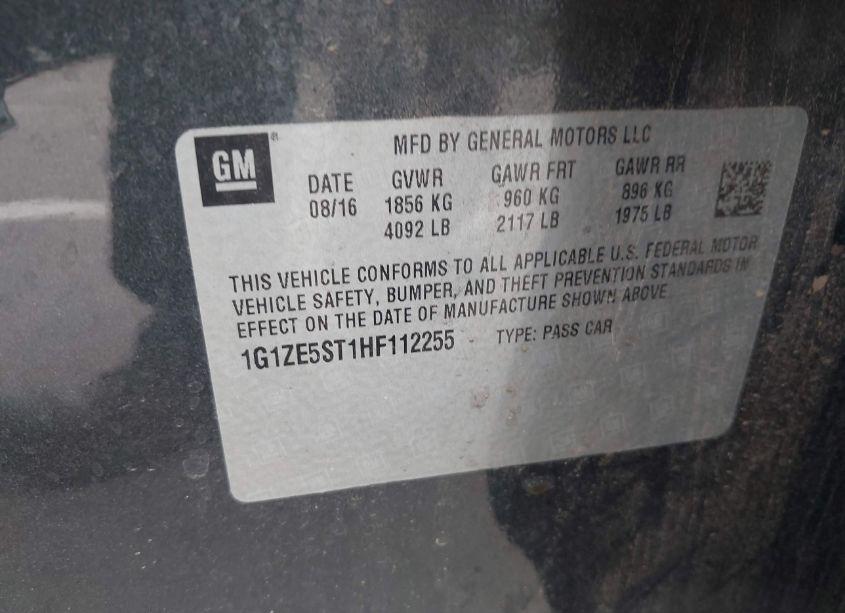 GM
MFD BY GENERAL MOTORS LLC
DATE GVWR GAWR FRT GAWR RR
08/16 1856 KG 960 KG 896 KG
4092 LB 2117 LB 1975 LB
THIS VEHICLE CONFORMS TO ALL APPLICABLE U.S. FEDERAL MOTOR
VEHICLE SAFETY, BUMPER, AND THEFT PREVENTION STANDARDS IN
EFFECT ON THE DATE OF MANUFACTURE SHOWN ABOVE
1G1ZE5ST1HF112255 TYPE: PASS CAR